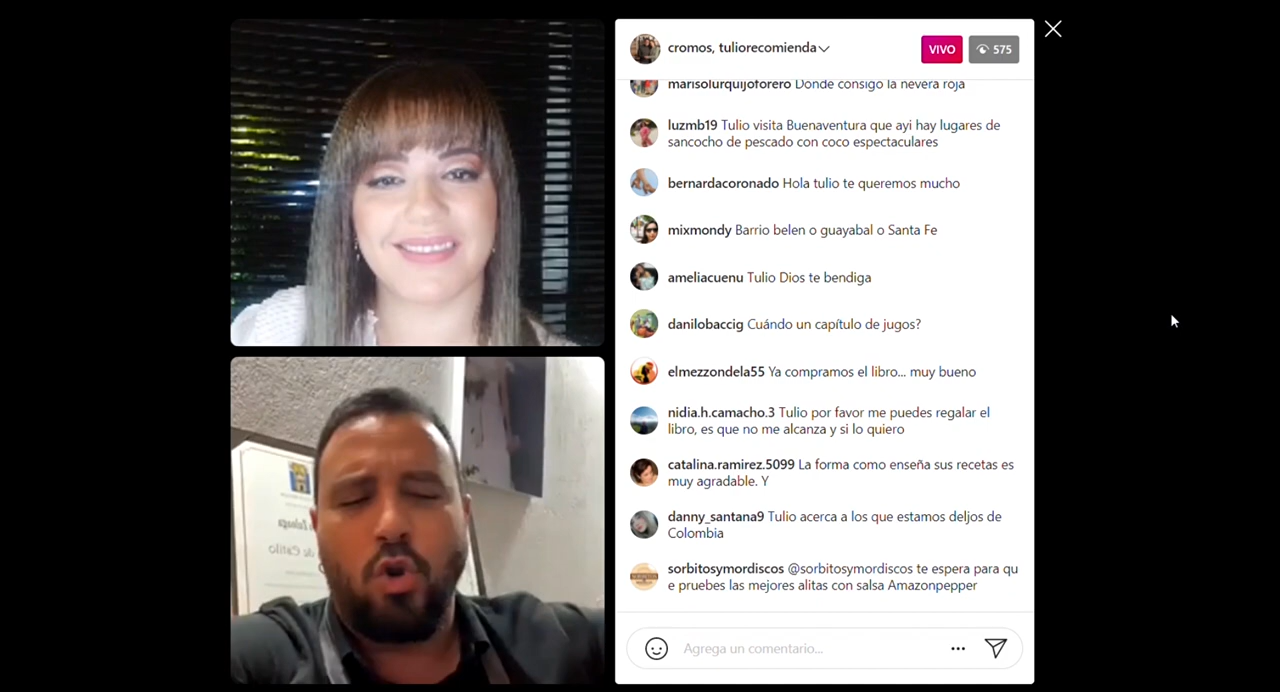 cromos, tuliorecomienda
VIVO
575
marisolurquijoforero Donde consigo la nevera roja
luzmb19 Tulio visita Buenaventura que ayi hay lugares de
sancocho de pescado con coco espectaculares
bernardacoronado Hola tulio te queremos mucho
mixmondy Barrio belen o guayabal o Santa Fe
ameliacuenu Tulio Dios te bendiga
danilobaccig Cuándo un capítulo de jugos?
elmezzondela55 Ya compramos el libro... muy bueno
nidia.h.camacho.3 Tulio por favor me puedes regalar el
libro, es que no me alcanza y si lo quiero
catalina.ramirez.5099 La forma como enseña sus recetas es
muy agradable. Y
danny_santana9 Tulio acerca a los que estamos deljos de
Colombia
sorbitosymordiscos @sorbitosymordiscos te espera para qu
e pruebes las mejores alitas con salsa Amazonpepper
Agrega un comentario...